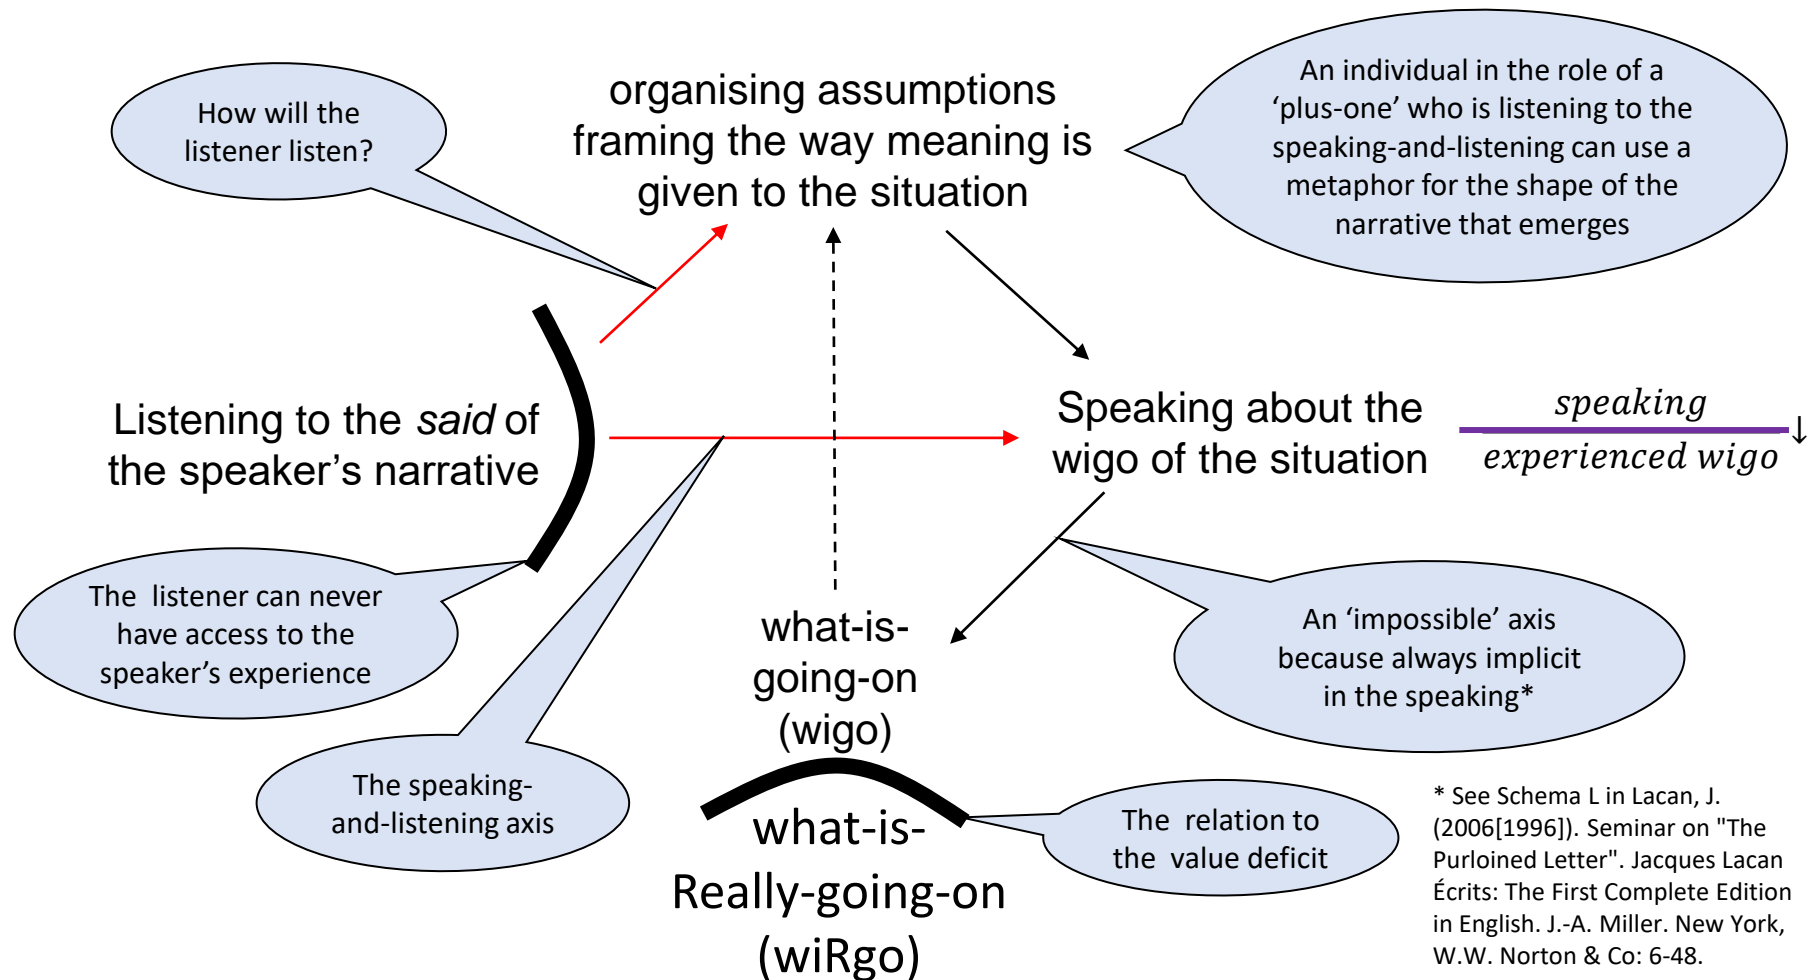 How will the
listener listen?
organising assumptions
framing the way meaning is
given to the situation
An individual in the role of a
‘plus-one’ who is listening to the
speaking-and-listening can use a
metaphor for the shape of the
narrative that emerges
Listening to the said of
the speaker’s narrative
Speaking about the
wigo of the situation
speaking
experienced wigo
↓
The listener can never
have access to the
speaker’s experience
what-is-
going-on
(wigo)
An ‘impossible’ axis
because always implicit
in the speaking*
The speaking-
and-listening axis
what-is-
Really-going-on
(wiRgo)
The relation to
the value deficit
* See Schema L in Lacan, J.
(2006[1996]). Seminar on "The
Purloined Letter". Jacques Lacan
Écrits: The First Complete Edition
in English. J.-A. Miller. New York,
W.W. Norton & Co: 6-48.